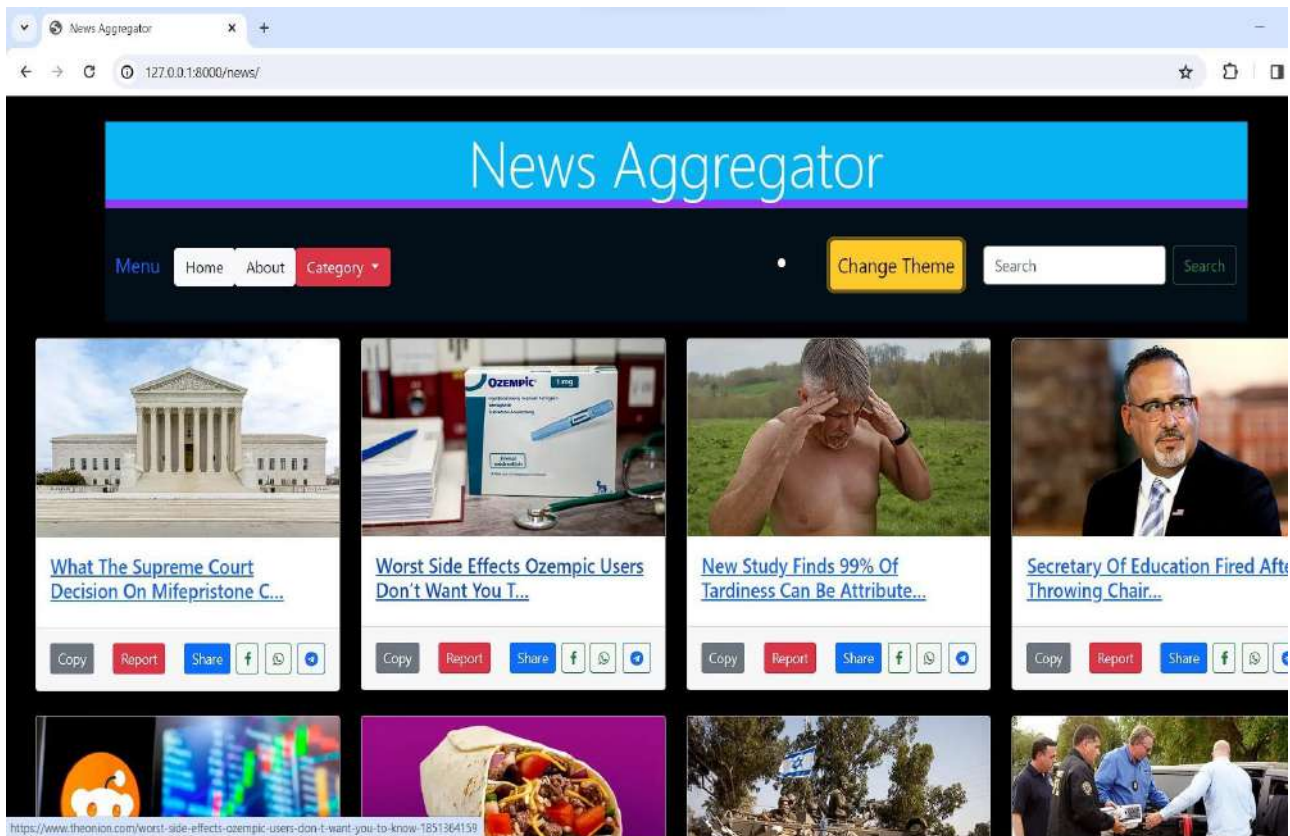 News Aggregator
127.0.0.1:8000/news/
News Aggregator
Menu Home About Category Change Theme Search Search
OZEMPIC 1 mg
What The Supreme Court
Decision On Mifepristone C...
Copy Report Share
Worst Side Effects Ozempic Users
Don't Want You T...
Copy Report Share
New Study Finds 99% Of
Tardiness Can Be Attribute...
Copy Report Share
Secretary Of Education Fired Afte
Throwing Chair...
Copy Report Share
https://www.theonion.com/worst-side-effects-ozempic-users-don-t-want-you-to-know-1851364159